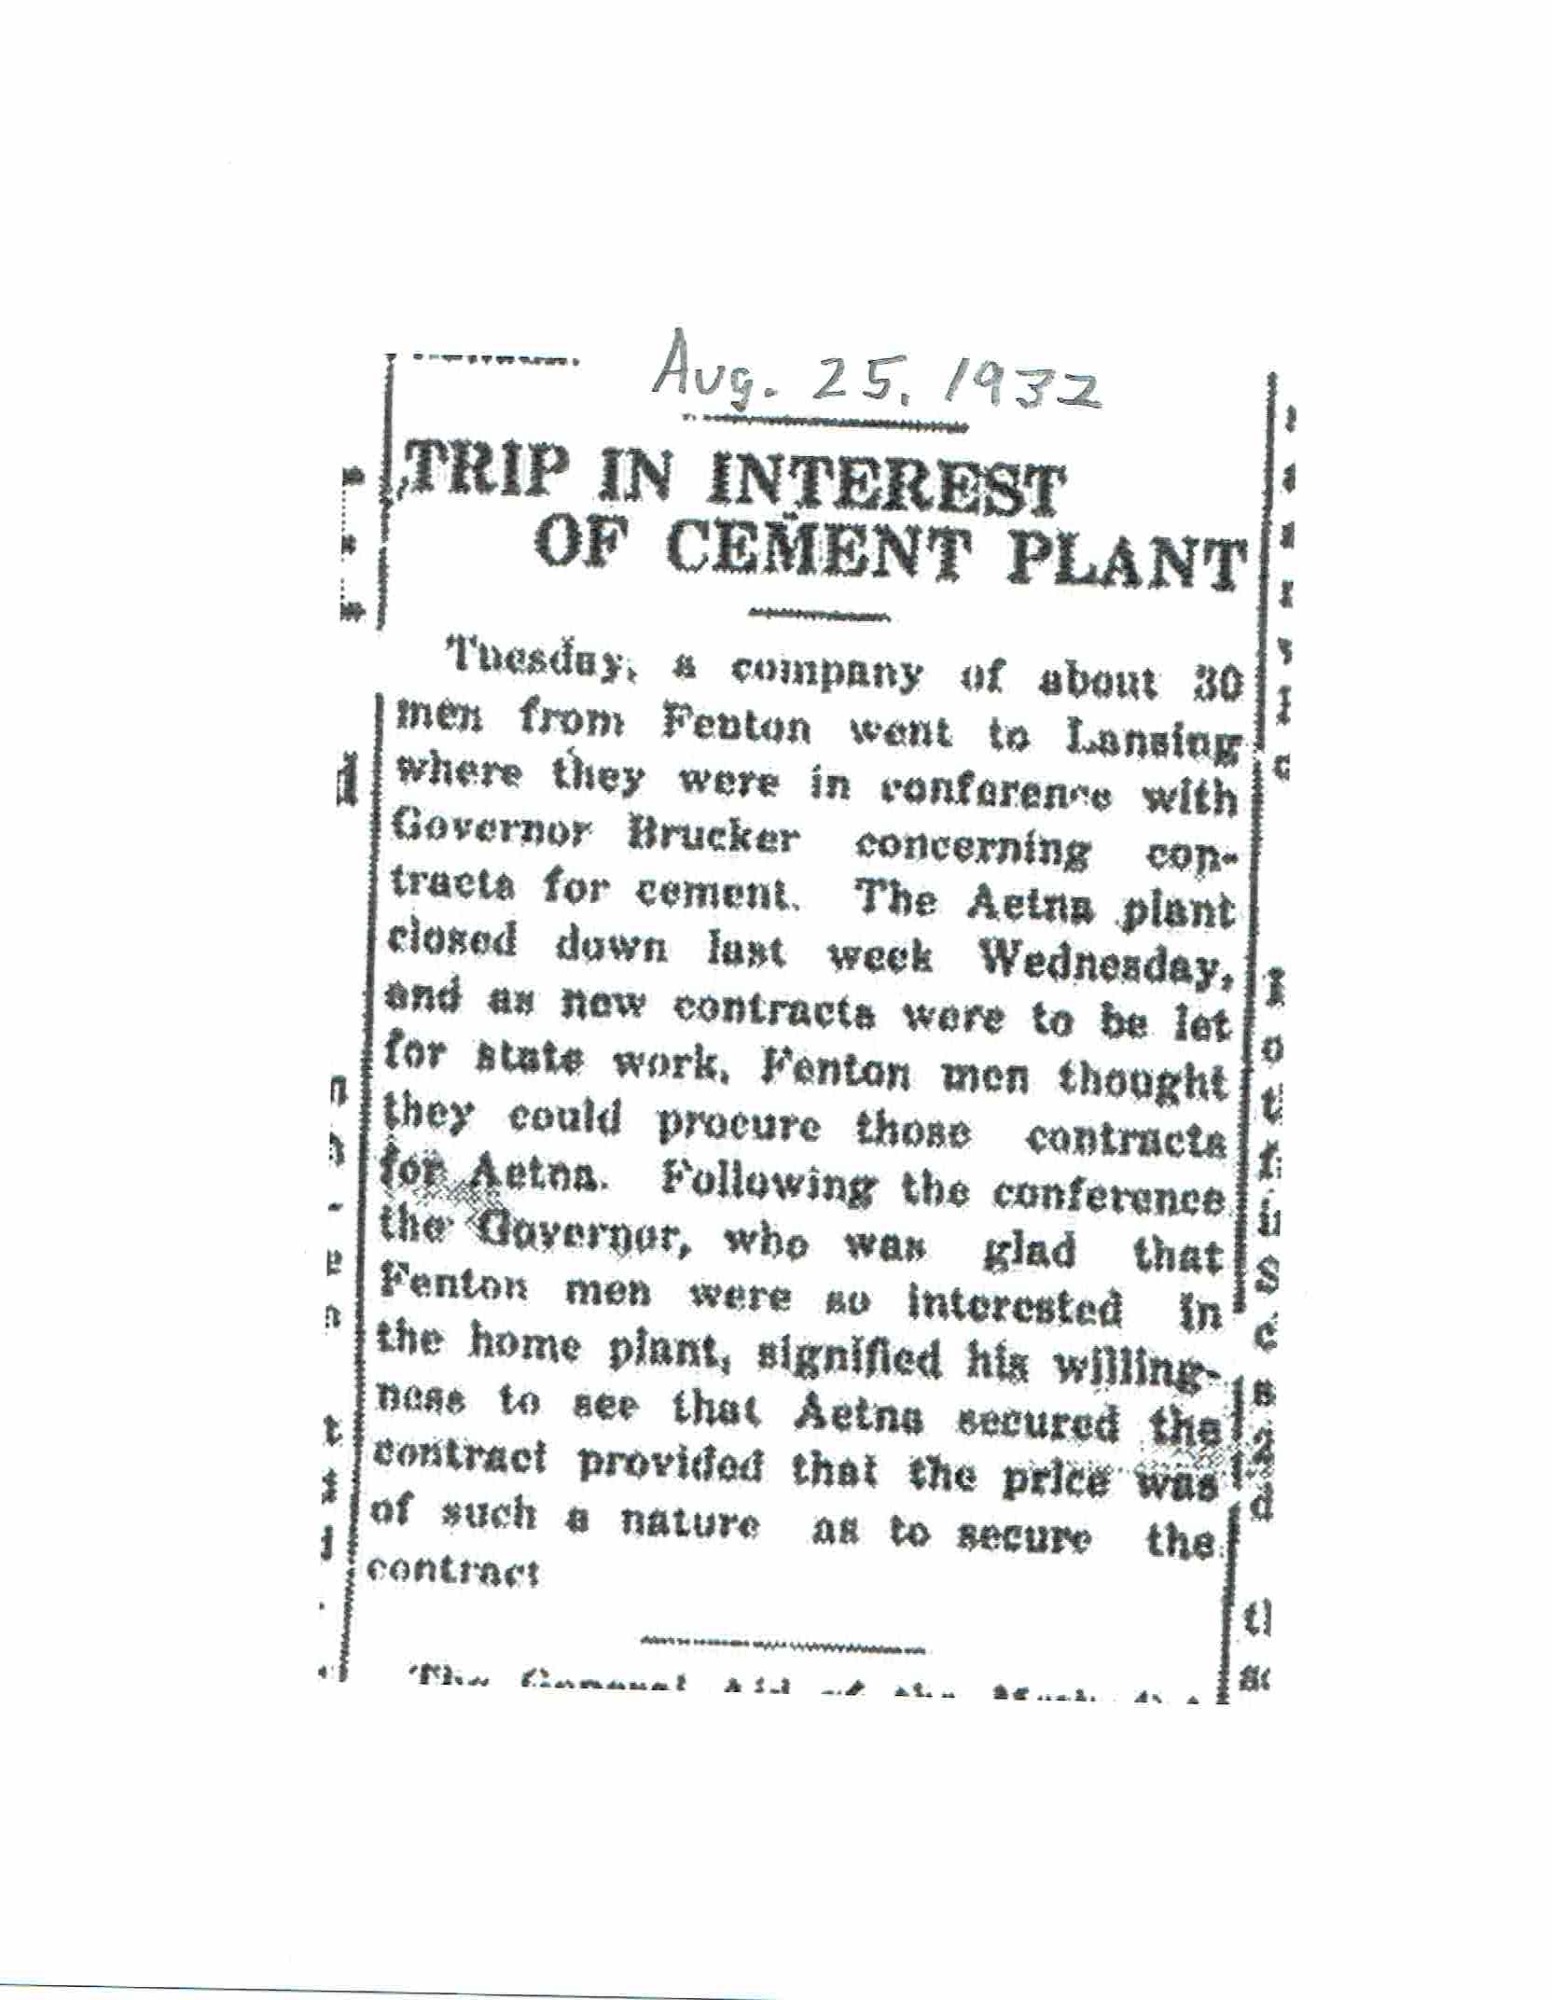 Aug. 25, 1932
TRIP IN INTEREST
OF CEMENT PLANT
Tuesday, a company of about 30
men from Fenton went to Lansing
where they were in conference with
Governor Brucker concerning con-
tracts for cement. The Aetna plant
closed down last week Wednesday,
and as new contracts were to be let
for state work, Fenton men thought
they could procure those contracts
for Aetna. Following the conference
the Governor, who was glad that
Fenton men were so interested in
the home plant, signified his willing-
ness to see that Aetna secured the
contract provided that the price was
of such a nature as to secure the
contract